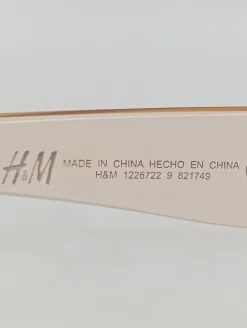 H&M
MADE IN CHINA HECHO EN CHINA
H&M 1226722 9 821749